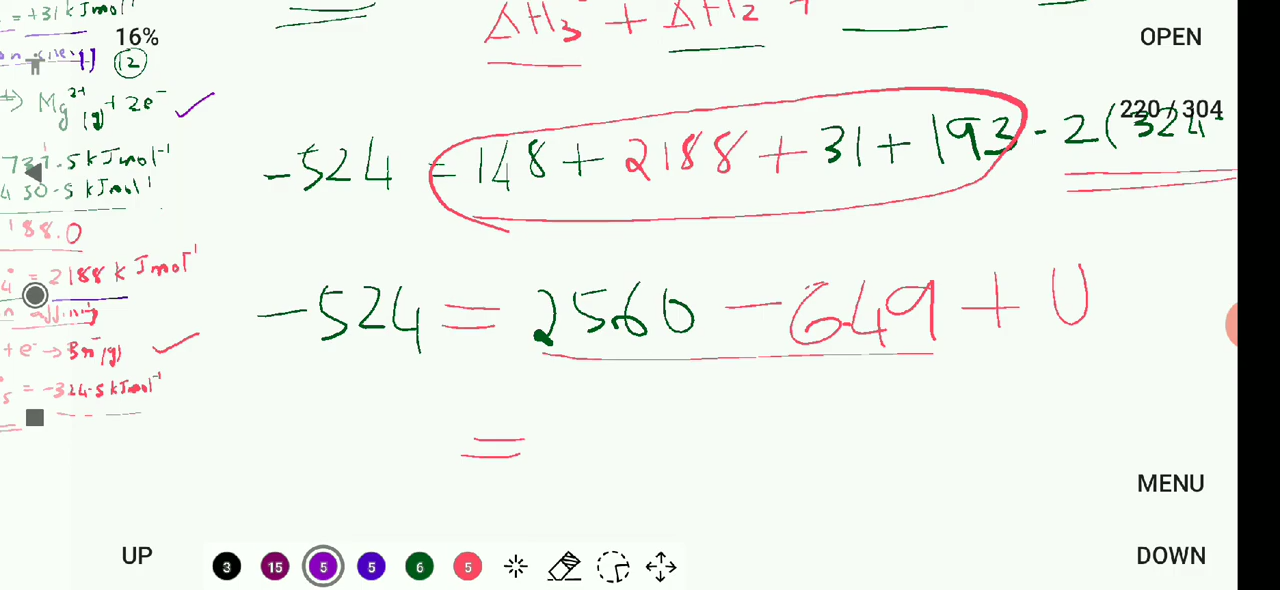 = +31 kJmol⁻¹
16%
12
ΔH₃ + ΔH₂ +
OPEN
⇒ Mg²⁺(g) + 2e⁻ ✓
220 / 304
737.5 kJmol⁻¹
450.5 kJmol⁻¹
-524 = 148 + 2188 + 31 + 193 - 2(324
188.0
= 2188 kJmol⁻¹
-524 = 2560 - 649 + U
+ e⁻ → Br⁻(g) ✓
5 = -324.5 kJmol⁻¹
=
MENU
UP
3 15 5 5 6 5
DOWN